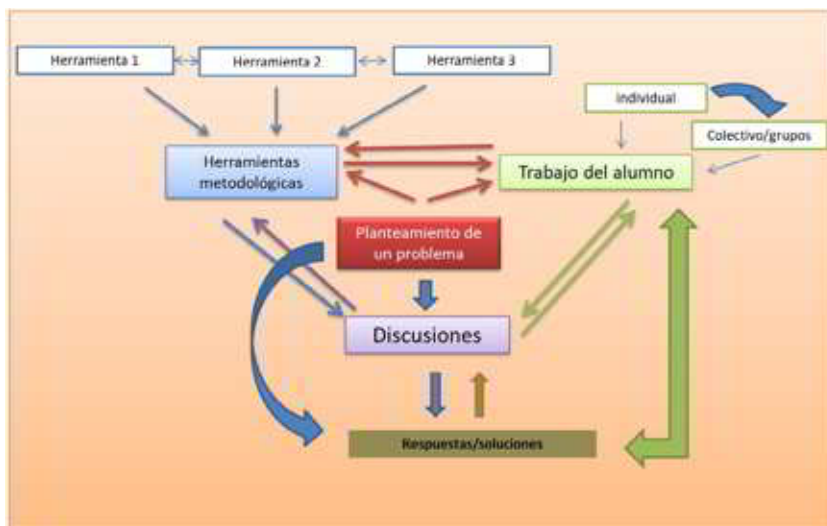 Herramienta 1
Herramienta 2
Herramienta 3
individual
Colectivo/grupos
Herramientas
metodológicas
Trabajo del alumno
Planteamiento de
un problema
Discusiones
Respuestas/soluciones